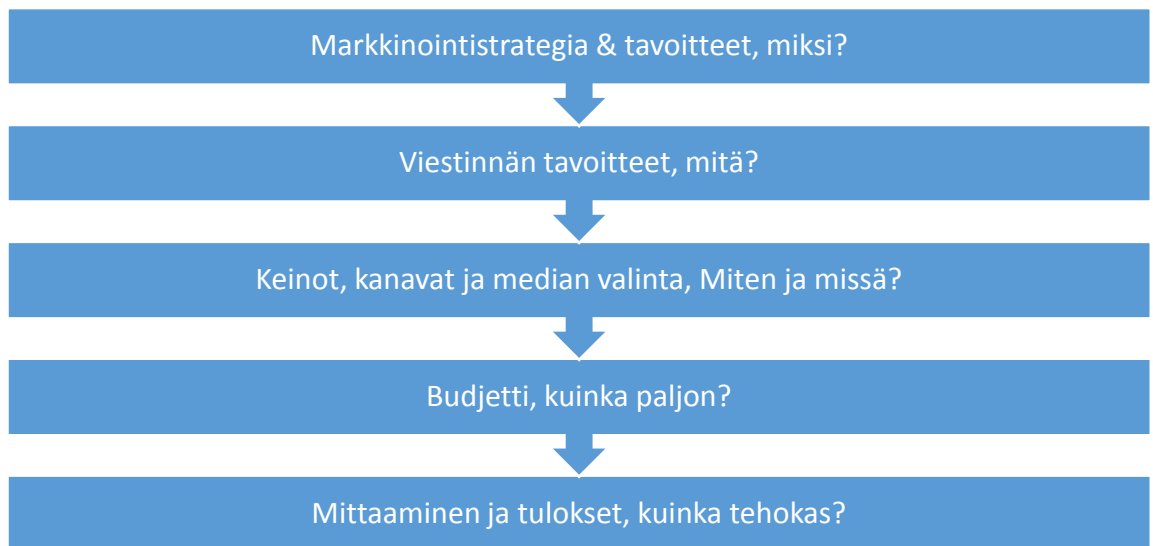 Markkinointistrategia & tavoitteet, miksi?
Viestinnän tavoitteet, mitä?
Keinot, kanavat ja median valinta, Miten ja missä?
Budjetti, kuinka paljon?
Mittaaminen ja tulokset, kuinka tehokas?